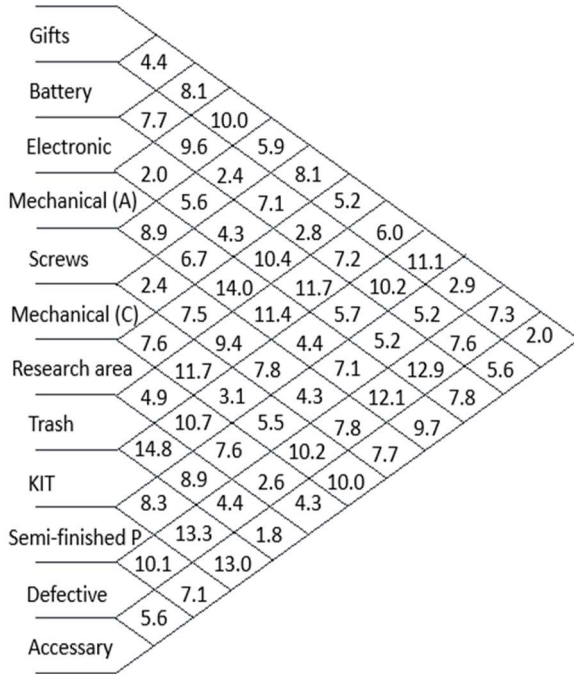 Gifts
4.4
Battery 8.1
7.7 10.0
Electronic 9.6 5.9
2.0 2.4 8.1
Mechanical (A) 5.6 7.1 5.2
8.9 4.3 2.8 6.0
Screws 6.7 10.4 7.2 11.1
2.4 14.0 11.7 10.2 2.9
Mechanical (C) 7.5 11.4 5.7 5.2 7.3
7.6 9.4 4.4 5.2 7.6 2.0
Research area 11.7 7.8 7.1 12.9 5.6
4.9 3.1 4.3 12.1 7.8
Trash 10.7 5.5 7.8 9.7
14.8 7.6 10.2 7.7
KIT 8.9 2.6 10.0
8.3 4.4 4.3
Semi-finished P 13.3 1.8
10.1 13.0
Defective 7.1
5.6
Accessary